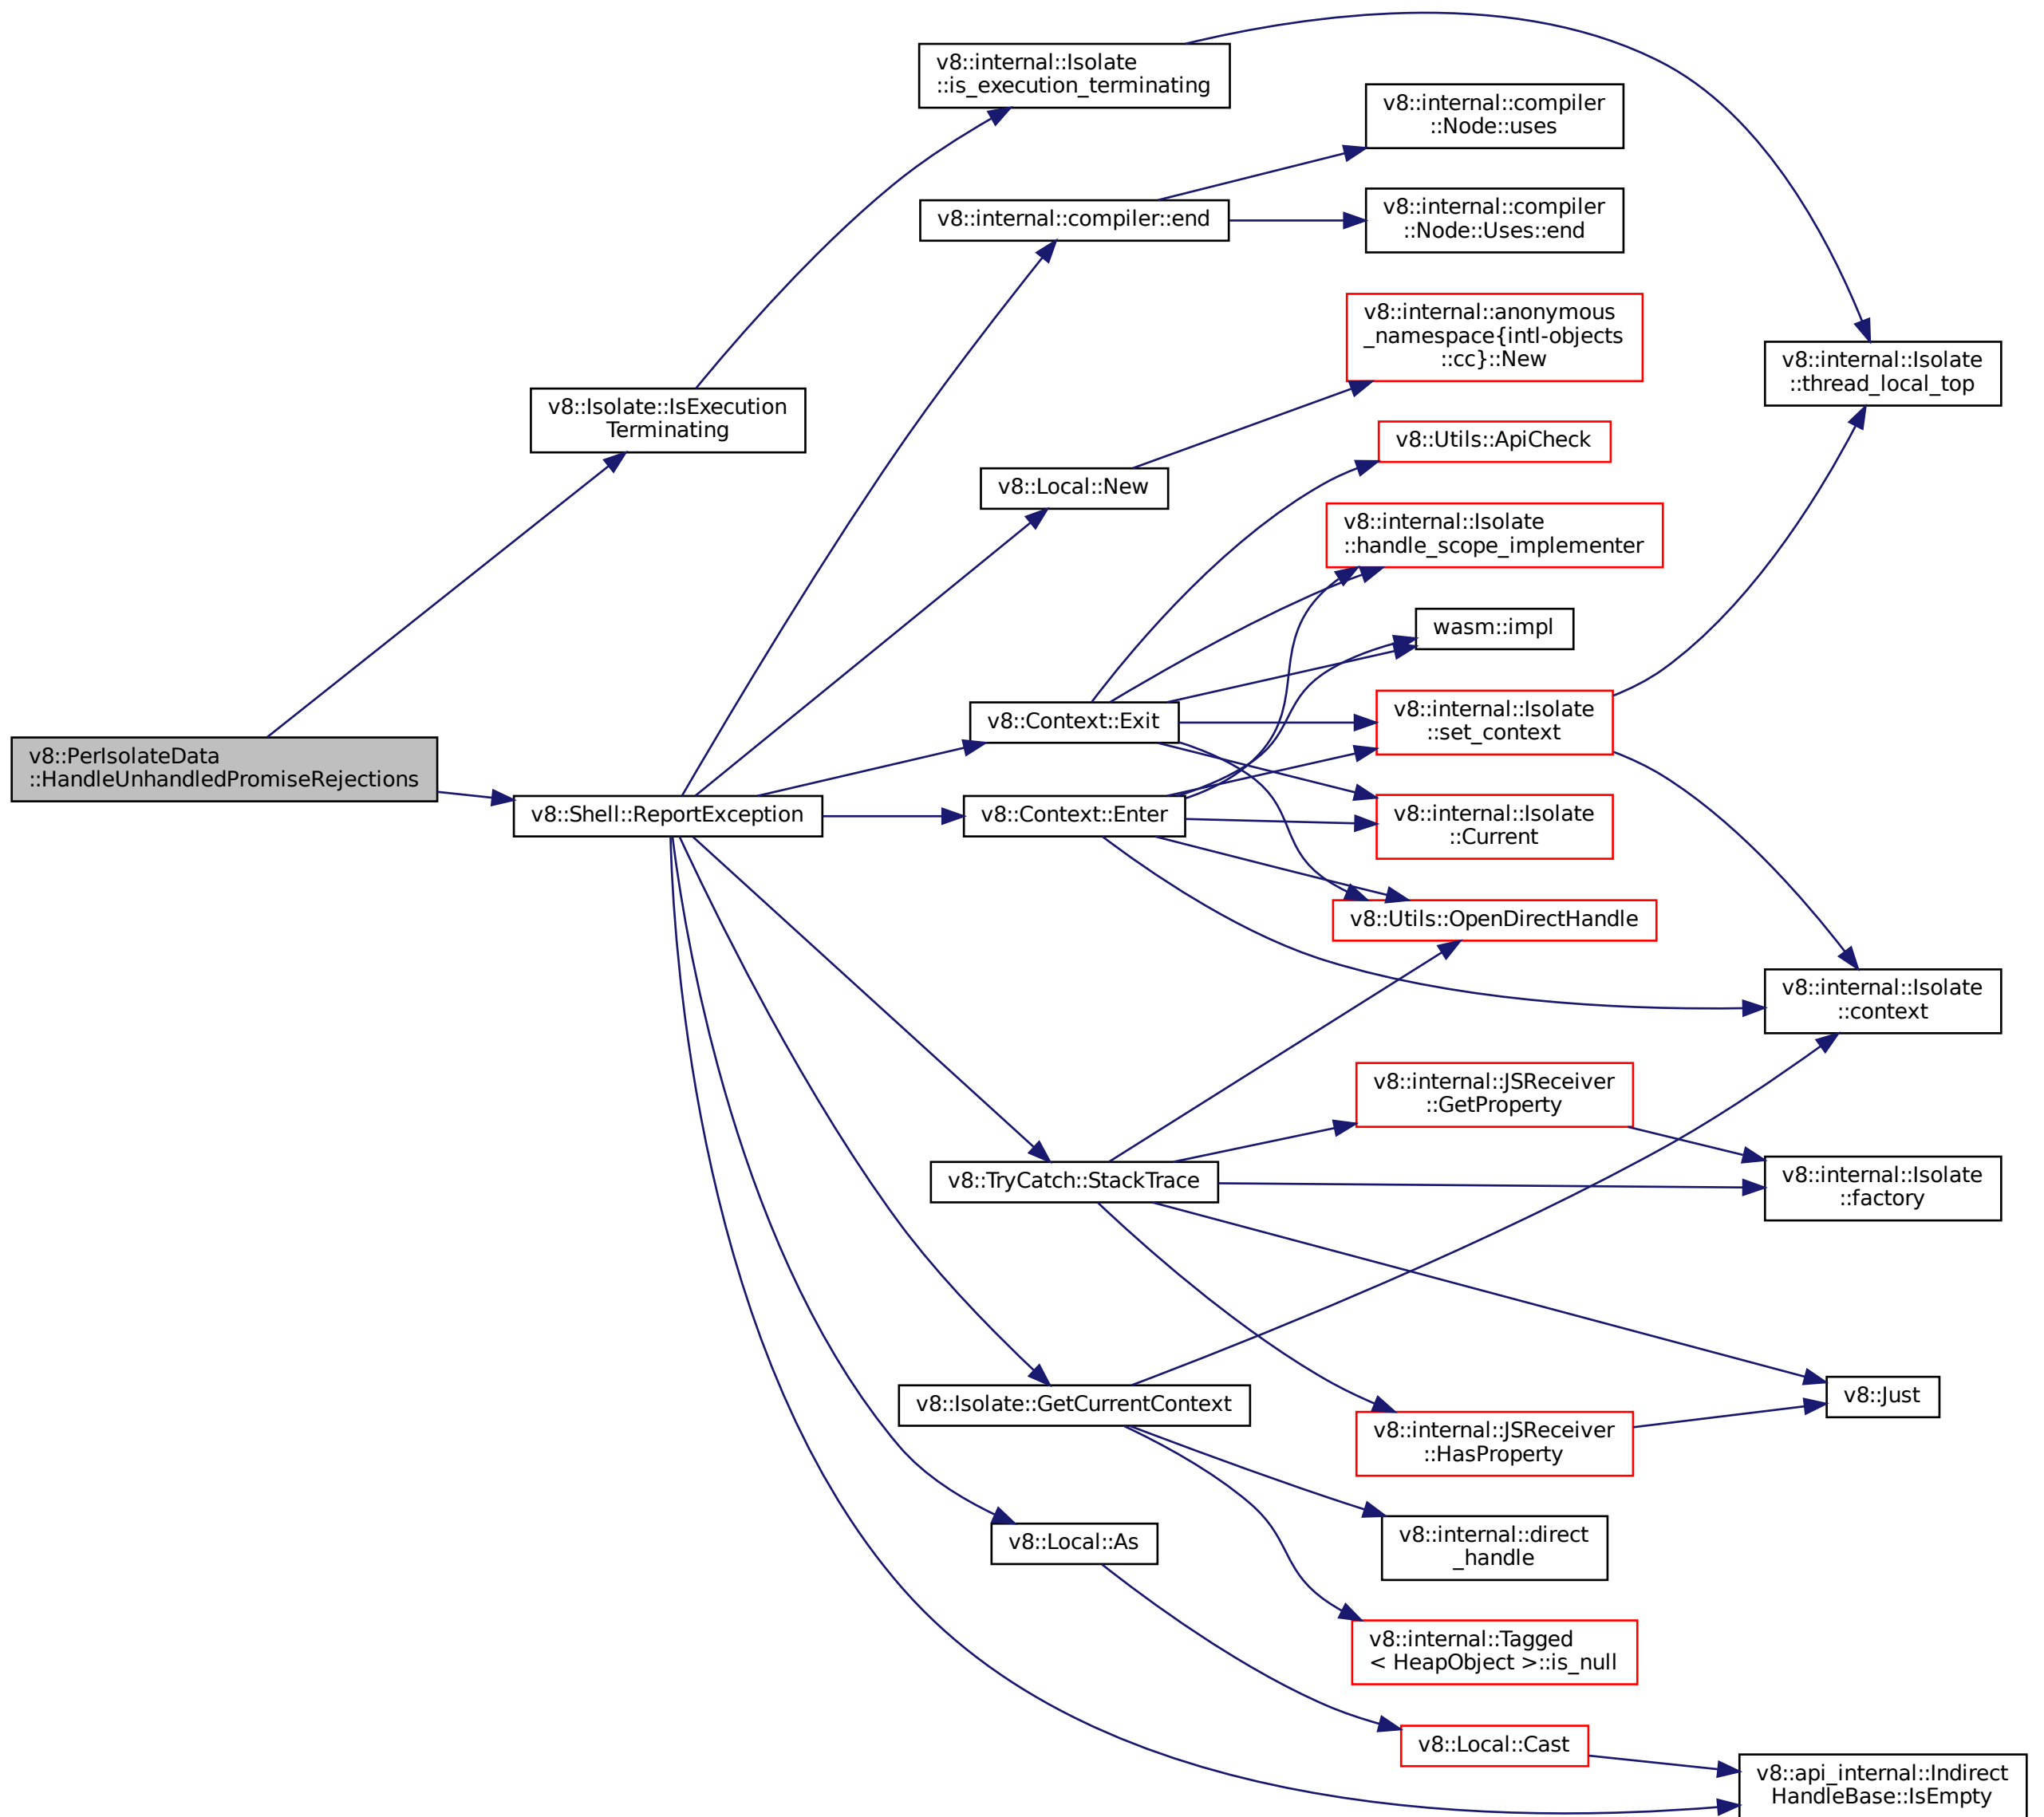 v8::PerIsolateData
::HandleUnhandledPromiseRejections
v8::Isolate::IsExecution
Terminating
v8::Shell::ReportException
v8::internal::Isolate
::is_execution_terminating
v8::internal::compiler::end
v8::Local::New
v8::Context::Exit
v8::Context::Enter
v8::TryCatch::StackTrace
v8::Isolate::GetCurrentContext
v8::Local::As
v8::internal::compiler
::Node::uses
v8::internal::compiler
::Node::Uses::end
v8::internal::anonymous
_namespace{intl-objects
::cc}::New
v8::Utils::ApiCheck
v8::internal::Isolate
::handle_scope_implementer
wasm::impl
v8::internal::Isolate
::set_context
v8::internal::Isolate
::Current
v8::Utils::OpenDirectHandle
v8::internal::JSReceiver
::GetProperty
v8::internal::JSReceiver
::HasProperty
v8::internal::direct
_handle
v8::internal::Tagged
< HeapObject >::is_null
v8::Local::Cast
v8::internal::Isolate
::thread_local_top
v8::internal::Isolate
::context
v8::internal::Isolate
::factory
v8::Just
v8::api_internal::Indirect
HandleBase::IsEmpty